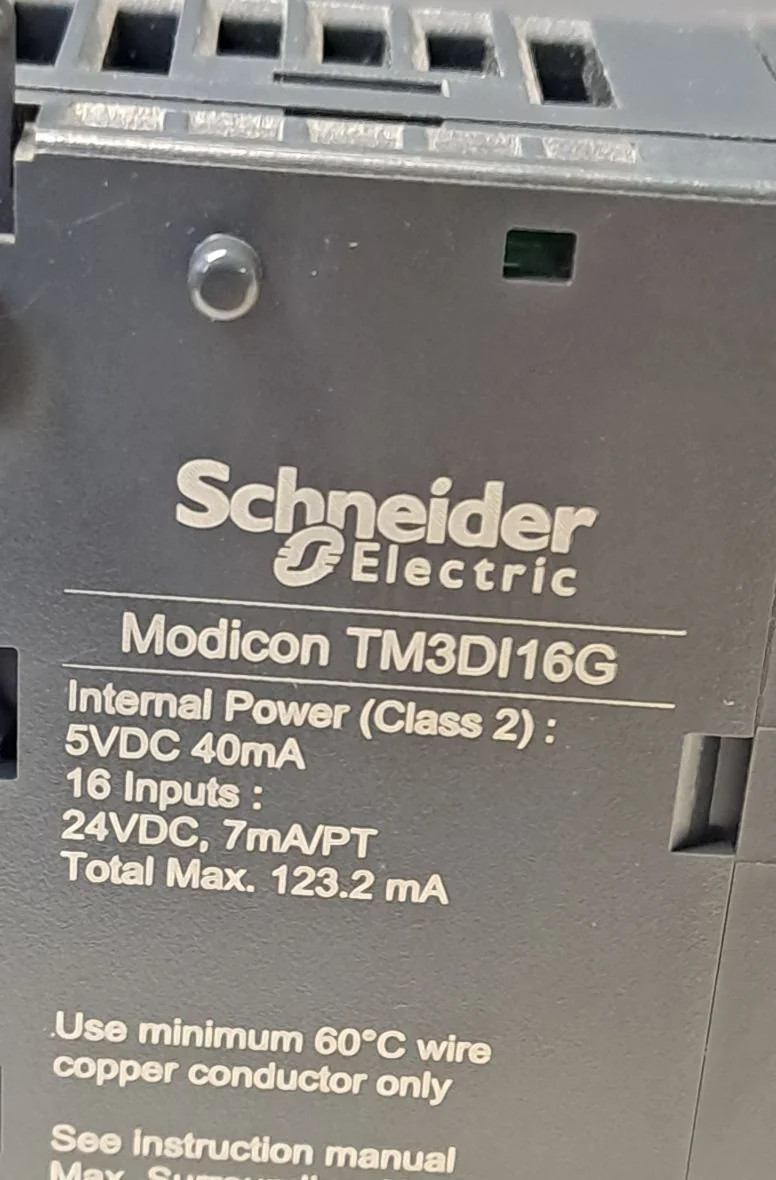 Schneider
Electric
Modicon TM3DI16G
Internal Power (Class 2) :
5VDC 40mA
16 Inputs :
24VDC, 7mA/PT
Total Max. 123.2 mA
Use minimum 60°C wire
copper conductor only
See instruction manual
Max.